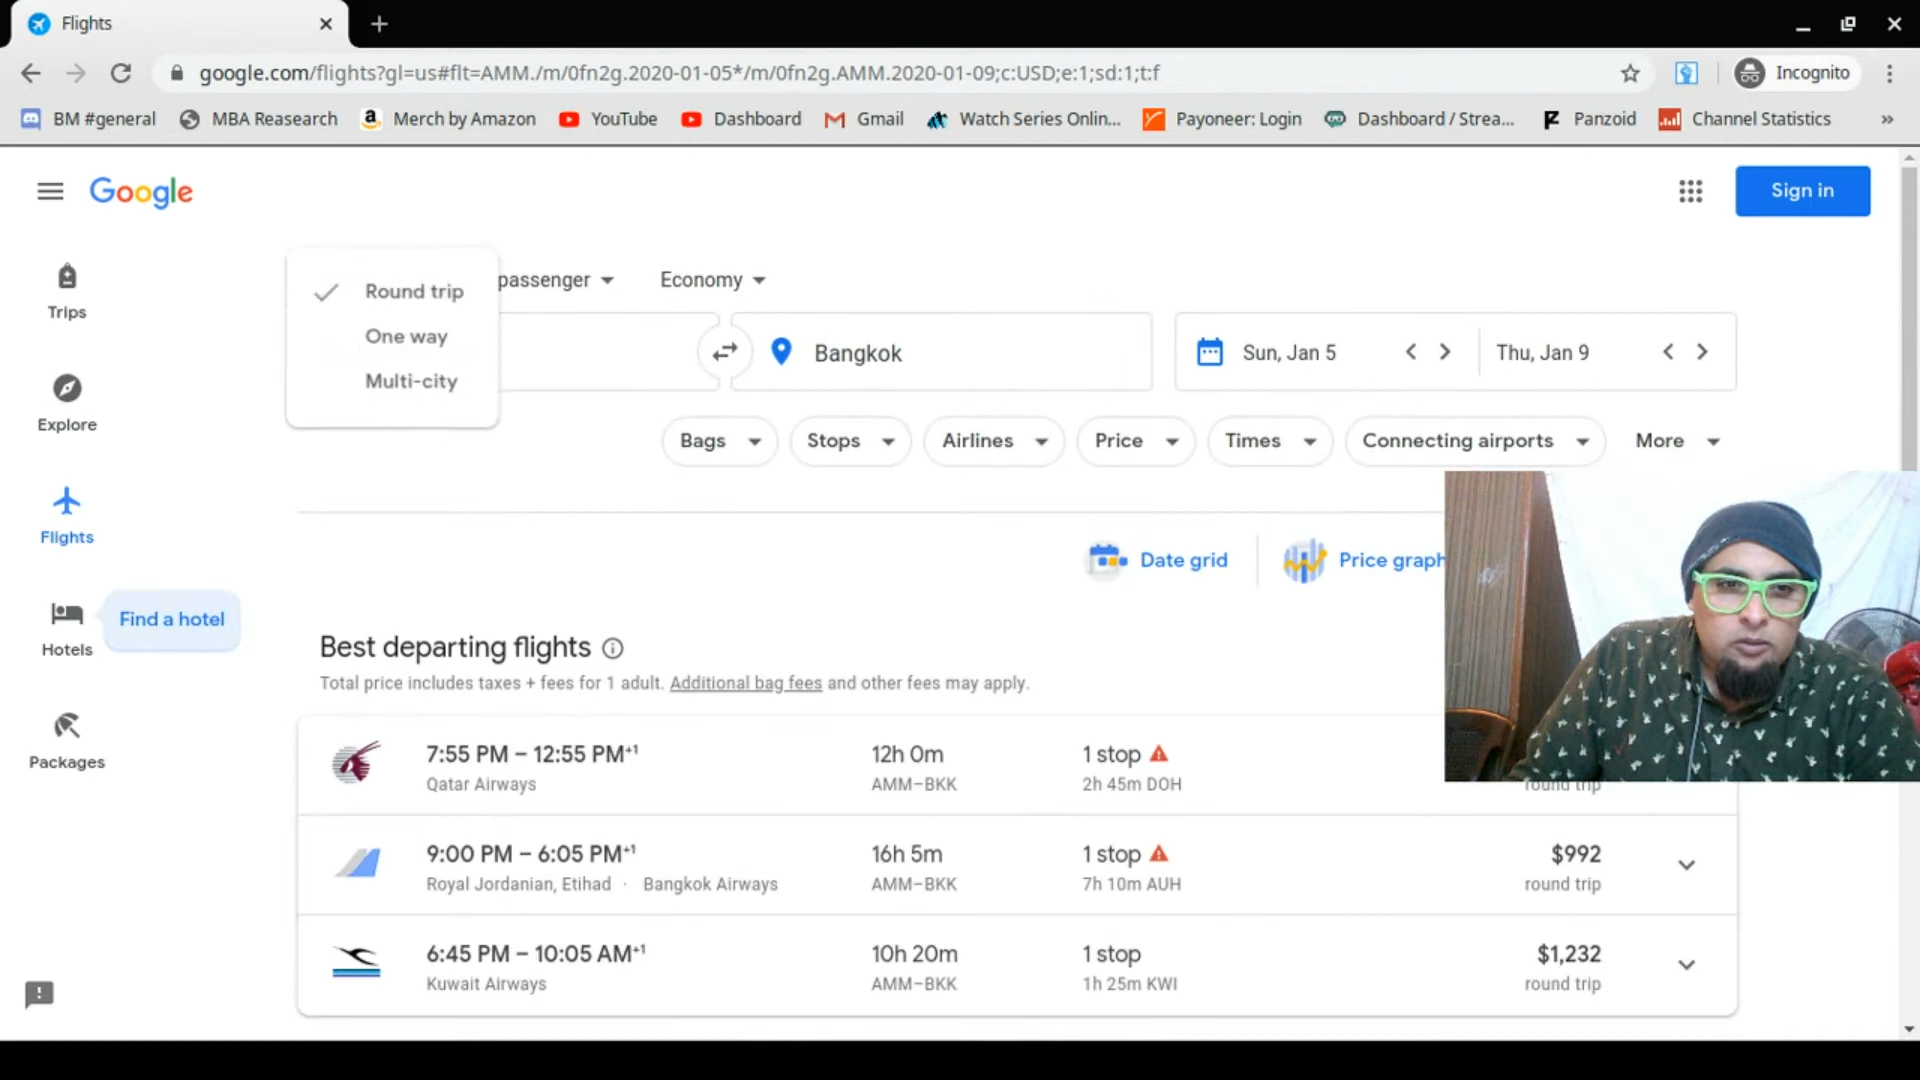 Flights
google.com/flights?gl=us#flt=AMM./m/0fn2g.2020-01-05*/m/0fn2g.AMM.2020-01-09;c:USD;e:1;sd:1;t:f
Incognito
BM #general MBA Reasearch Merch by Amazon YouTube Dashboard Gmail Watch Series Onlin... Payoneer: Login Dashboard / Strea... Panzoid Channel Statistics »
Google
Sign in
Trips
Explore
Flights
Hotels
Find a hotel
Packages
Round trip
One way
Multi-city
passenger
Economy
Bangkok
Sun, Jan 5
Thu, Jan 9
Bags Stops Airlines Price Times Connecting airports More
Date grid
Price graph
Best departing flights
Total price includes taxes + fees for 1 adult. Additional bag fees and other fees may apply.
7:55 PM – 12:55 PM+1 12h 0m 1 stop
Qatar Airways AMM–BKK 2h 45m DOH round trip
9:00 PM – 6:05 PM+1 16h 5m 1 stop $992
Royal Jordanian, Etihad · Bangkok Airways AMM–BKK 7h 10m AUH round trip
6:45 PM – 10:05 AM+1 10h 20m 1 stop $1,232
Kuwait Airways AMM–BKK 1h 25m KWI round trip